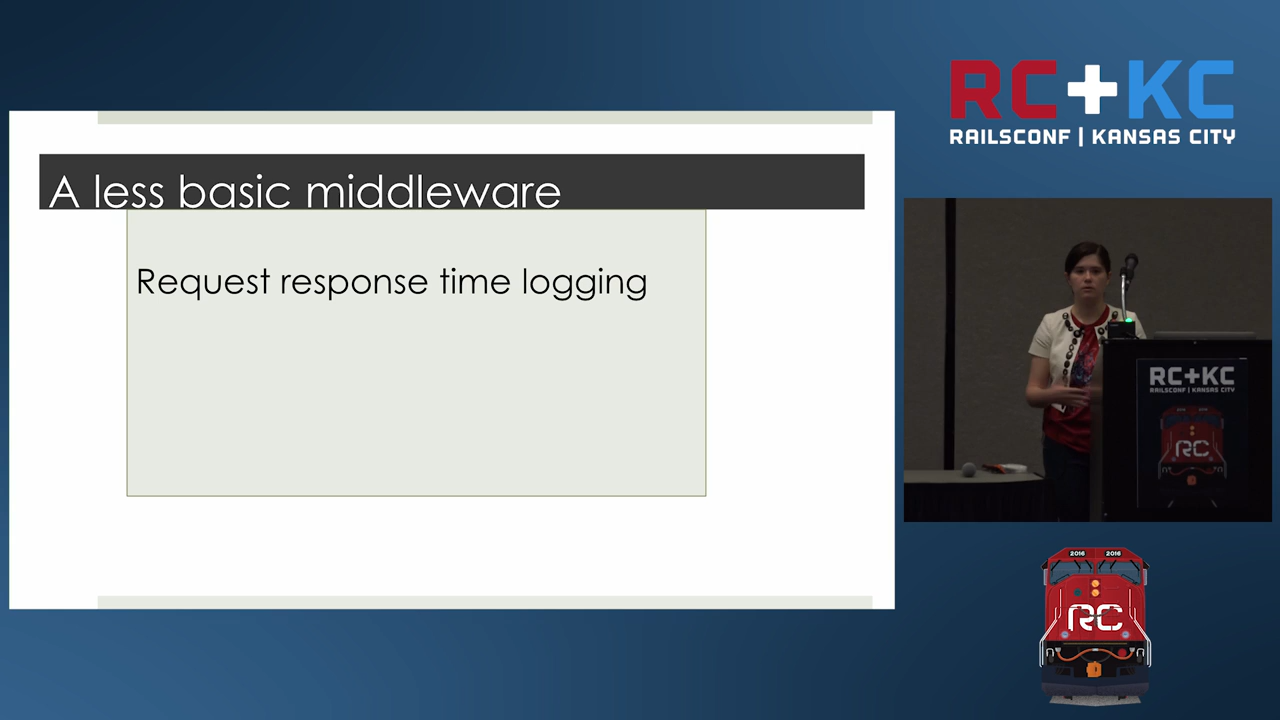 A less basic middleware
Request response time logging
RC+KC
RAILSCONF | KANSAS CITY
RC+KC
RAILSCONF | KANSAS CITY
RC
2016 2016
RC